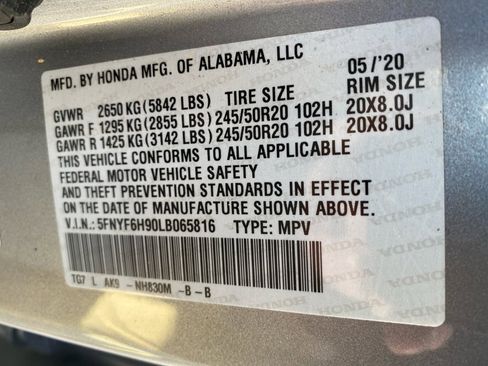 MFD. BY HONDA MFG. OF ALABAMA, LLC 05/'20
GVWR 2650 KG (5842 LBS) TIRE SIZE RIM SIZE
GAWR F 1295 KG (2855 LBS) 245/50R20 102H 20X8.0J
GAWR R 1425 KG (3142 LBS) 245/50R20 102H 20X8.0J
THIS VEHICLE CONFORMS TO ALL APPLICABLE
FEDERAL MOTOR VEHICLE SAFETY
AND THEFT PREVENTION STANDARDS IN EFFECT
ON DATE OF MANUFACTURE SHOWN ABOVE.
V.I.N.: 5FNYF6H90LB065816 TYPE: MPV
TG7 L AK9 -NH830M -B-B